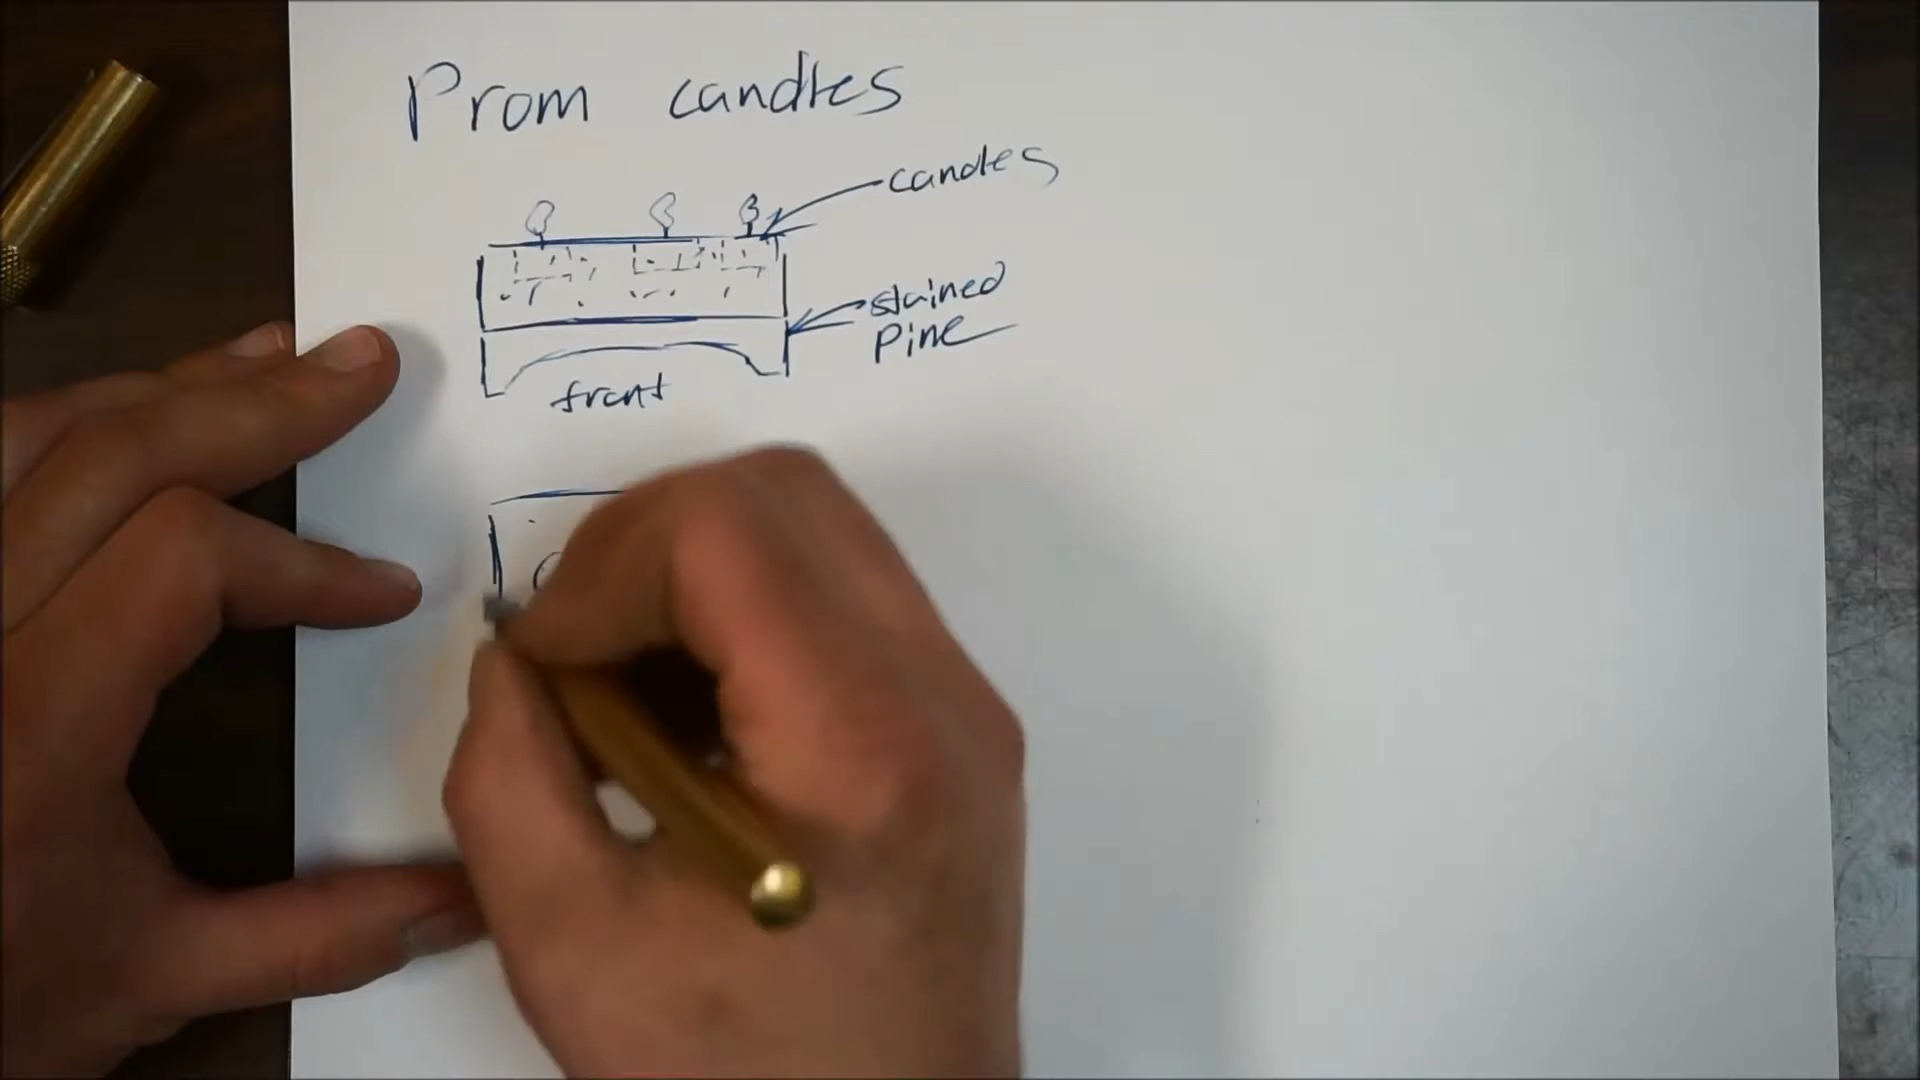 Prom candles
candles
stained
Pine
front